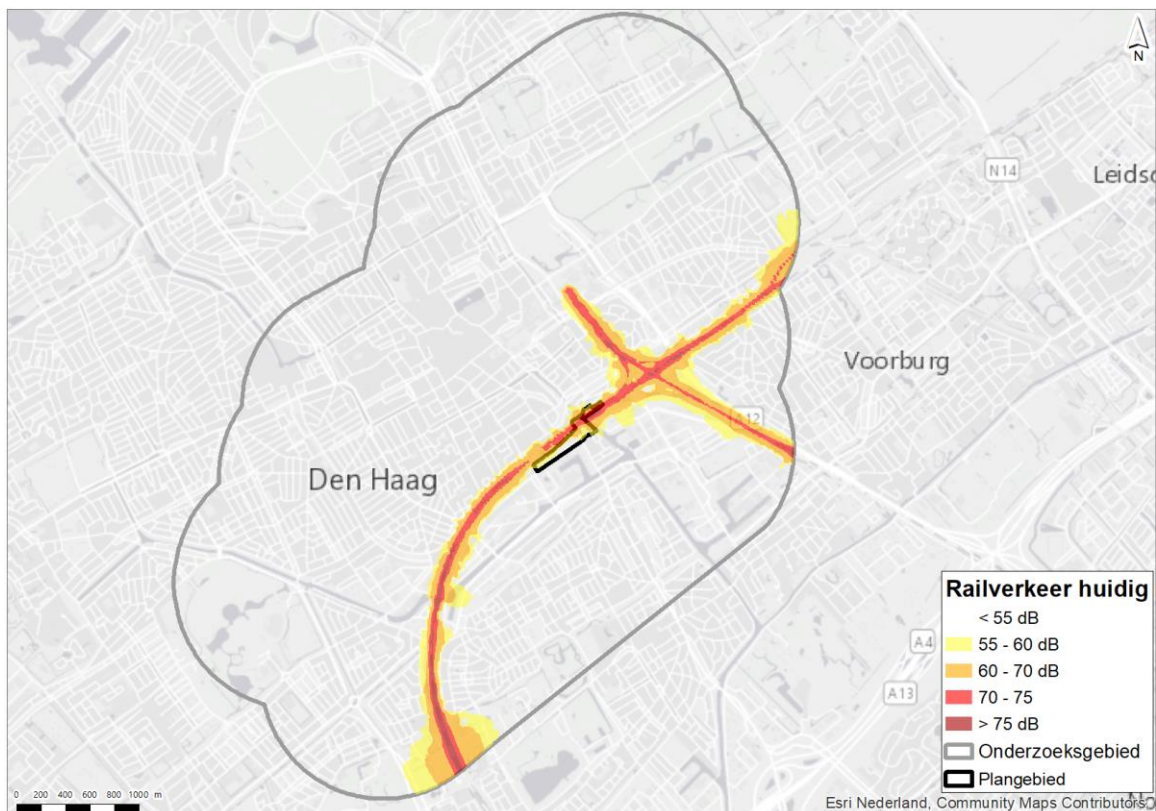 N
N14
Leidsc
Voorburg
A12
Den Haag
A4
A13
Railverkeer huidig
< 55 dB
55 - 60 dB
60 - 70 dB
70 - 75
> 75 dB
Onderzoeksgebied
Plangebied
0 200 400 600 800 1000 m
Esri Nederland, Community Maps Contributors